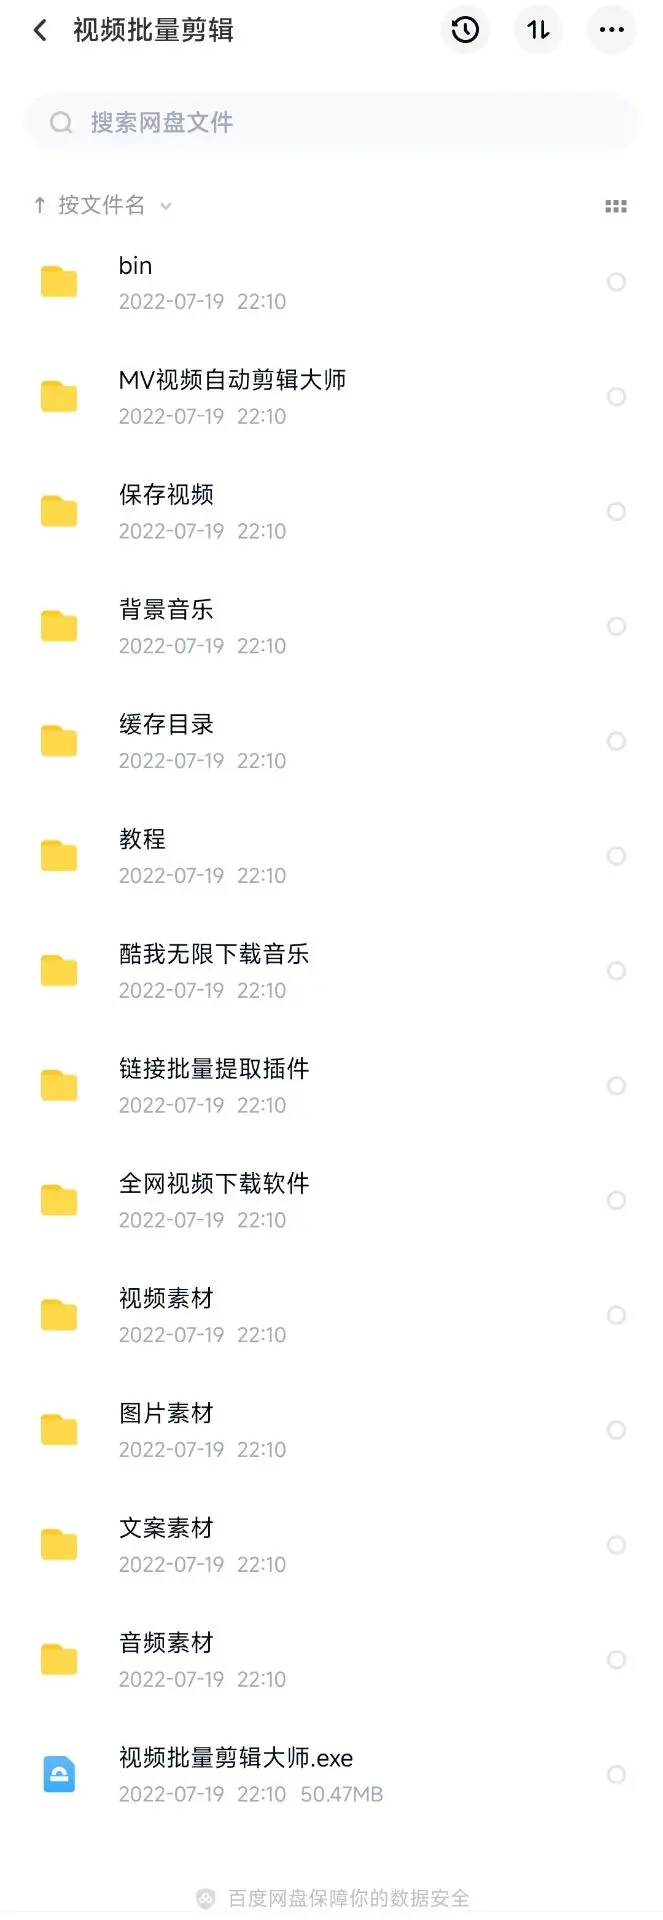 视频批量剪辑
搜索网盘文件
按文件名
bin
2022-07-19 22:10
MV视频自动剪辑大师
2022-07-19 22:10
保存视频
2022-07-19 22:10
背景音乐
2022-07-19 22:10
缓存目录
2022-07-19 22:10
教程
2022-07-19 22:10
酷我无限下载音乐
2022-07-19 22:10
链接批量提取插件
2022-07-19 22:10
全网视频下载软件
2022-07-19 22:10
视频素材
2022-07-19 22:10
图片素材
2022-07-19 22:10
文案素材
2022-07-19 22:10
音频素材
2022-07-19 22:10
视频批量剪辑大师.exe
2022-07-19 22:10 50.47MB
百度网盘保障你的数据安全